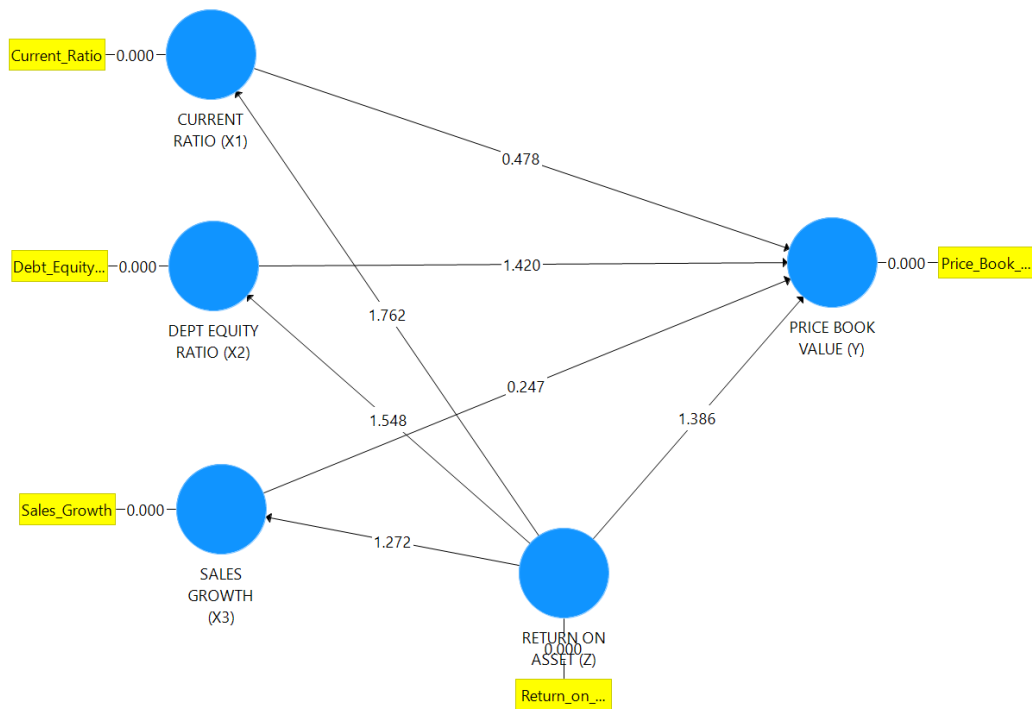 Current_Ratio
0.000
CURRENT
RATIO (X1)
0.478
Debt_Equity...
0.000
1.420
0.000
Price_Book_...
DEPT EQUITY
RATIO (X2)
1.762
PRICE BOOK
VALUE (Y)
0.247
1.548
1.386
Sales_Growth
0.000
1.272
SALES
GROWTH
(X3)
RETURN ON
ASSET (Z)
0.000
Return_on_...